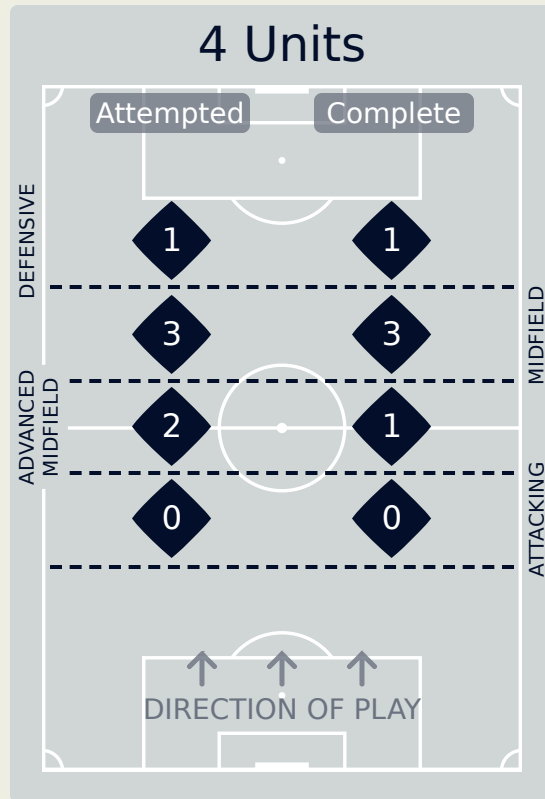 4 Units
Attempted Complete
DEFENSIVE
1 1
MIDFIELD
3 3
ADVANCED
MIDFIELD
2 1
ATTACKING
0 0
DIRECTION OF PLAY